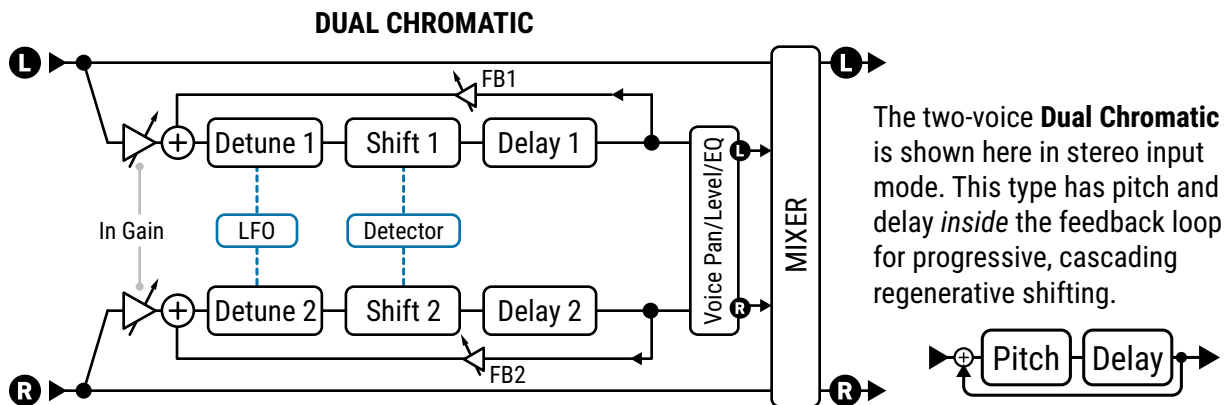 DUAL CHROMATIC
L
L
FB1
Detune 1
Shift 1
Delay 1
In Gain
LFO
Detector
Voice Pan/Level/EQ
L
R
MIXER
Detune 2
Shift 2
Delay 2
FB2
R
R
The two-voice Dual Chromatic
is shown here in stereo input
mode. This type has pitch and
delay inside the feedback loop
for progressive, cascading
regenerative shifting.
Pitch
Delay